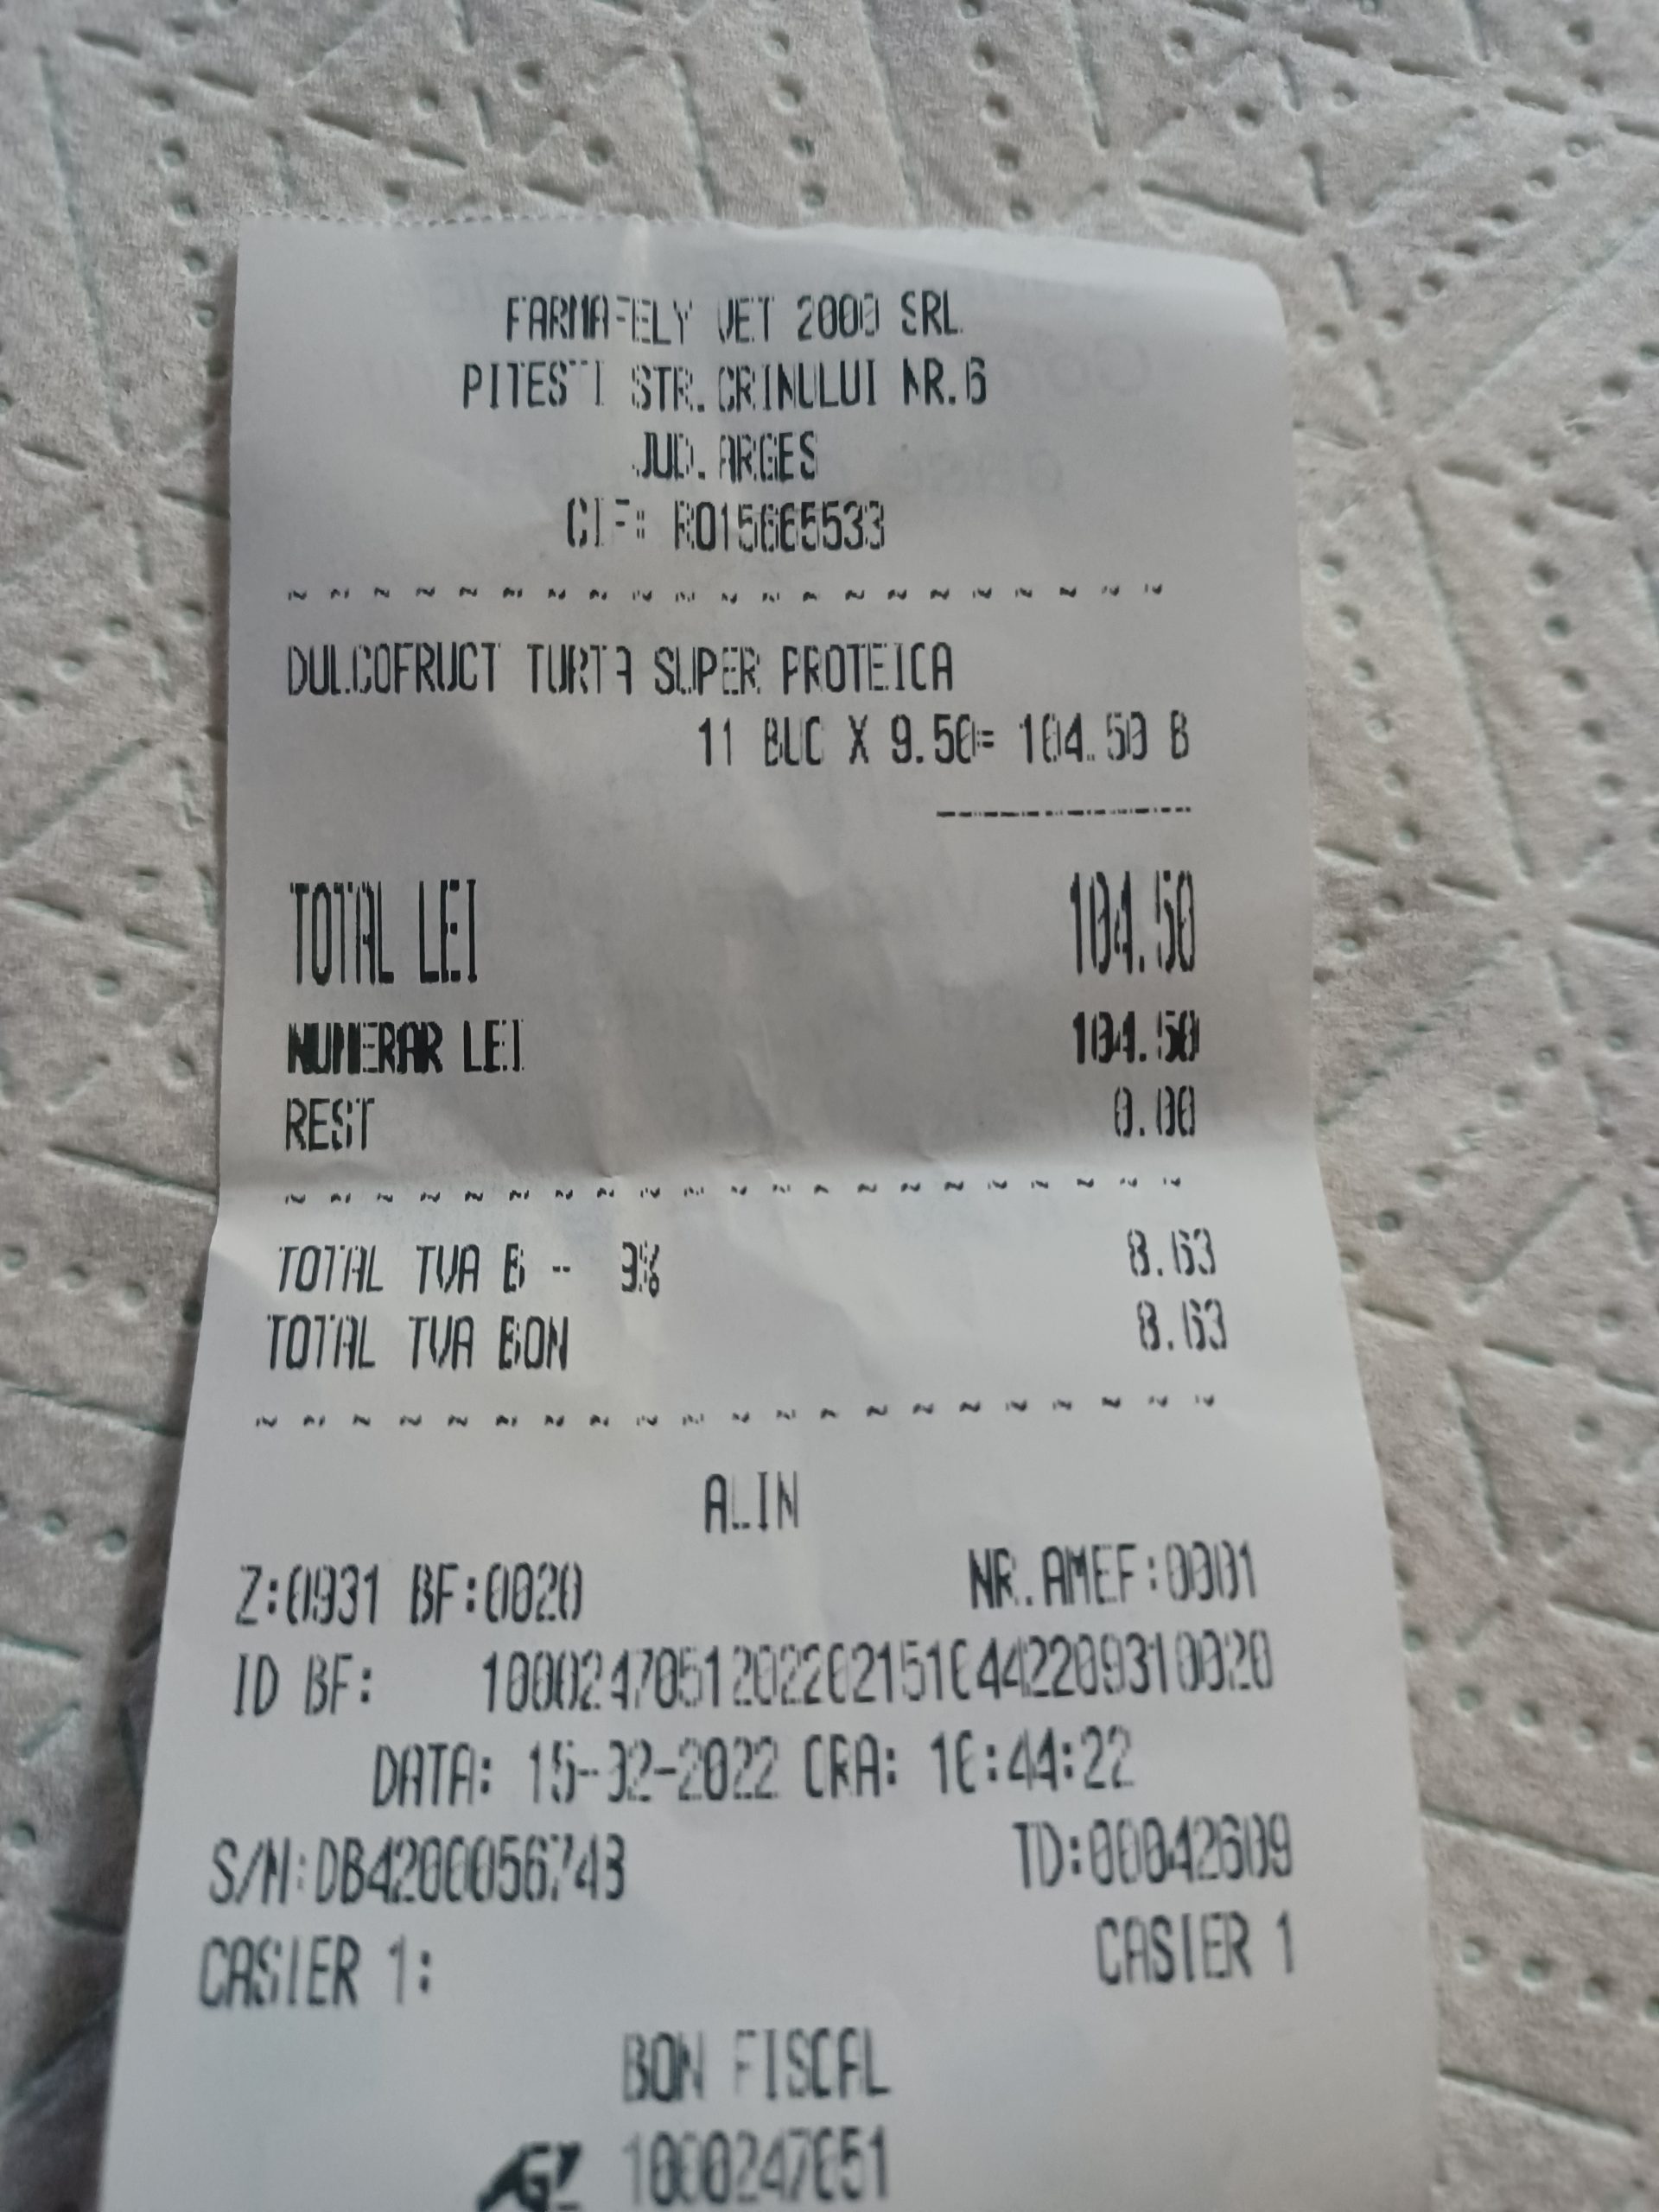 FARMAFELY VET 2000 SRL
PITESTI STR.CRINULUI NR.6
JUD.ARGES
CIF: RO15665533
DULCOFRUCT TURTA SUPER PROTEICA
11 BUC X 9.50= 104.50 B
TOTAL LEI 104.50
NUMERAR LEI 104.50
REST 0.00
TOTAL TVA B - 9% 8.63
TOTAL TVA BON 8.63
ALIN
Z:0931 BF:0020 NR.AMEF:0001
ID BF: 10002470512022021516442209310020
DATA: 15-02-2022 ORA: 16:44:22
S/N:DB4200056743 TD:00042609
CASIER 1: CASIER 1
BON FISCAL
1000247051